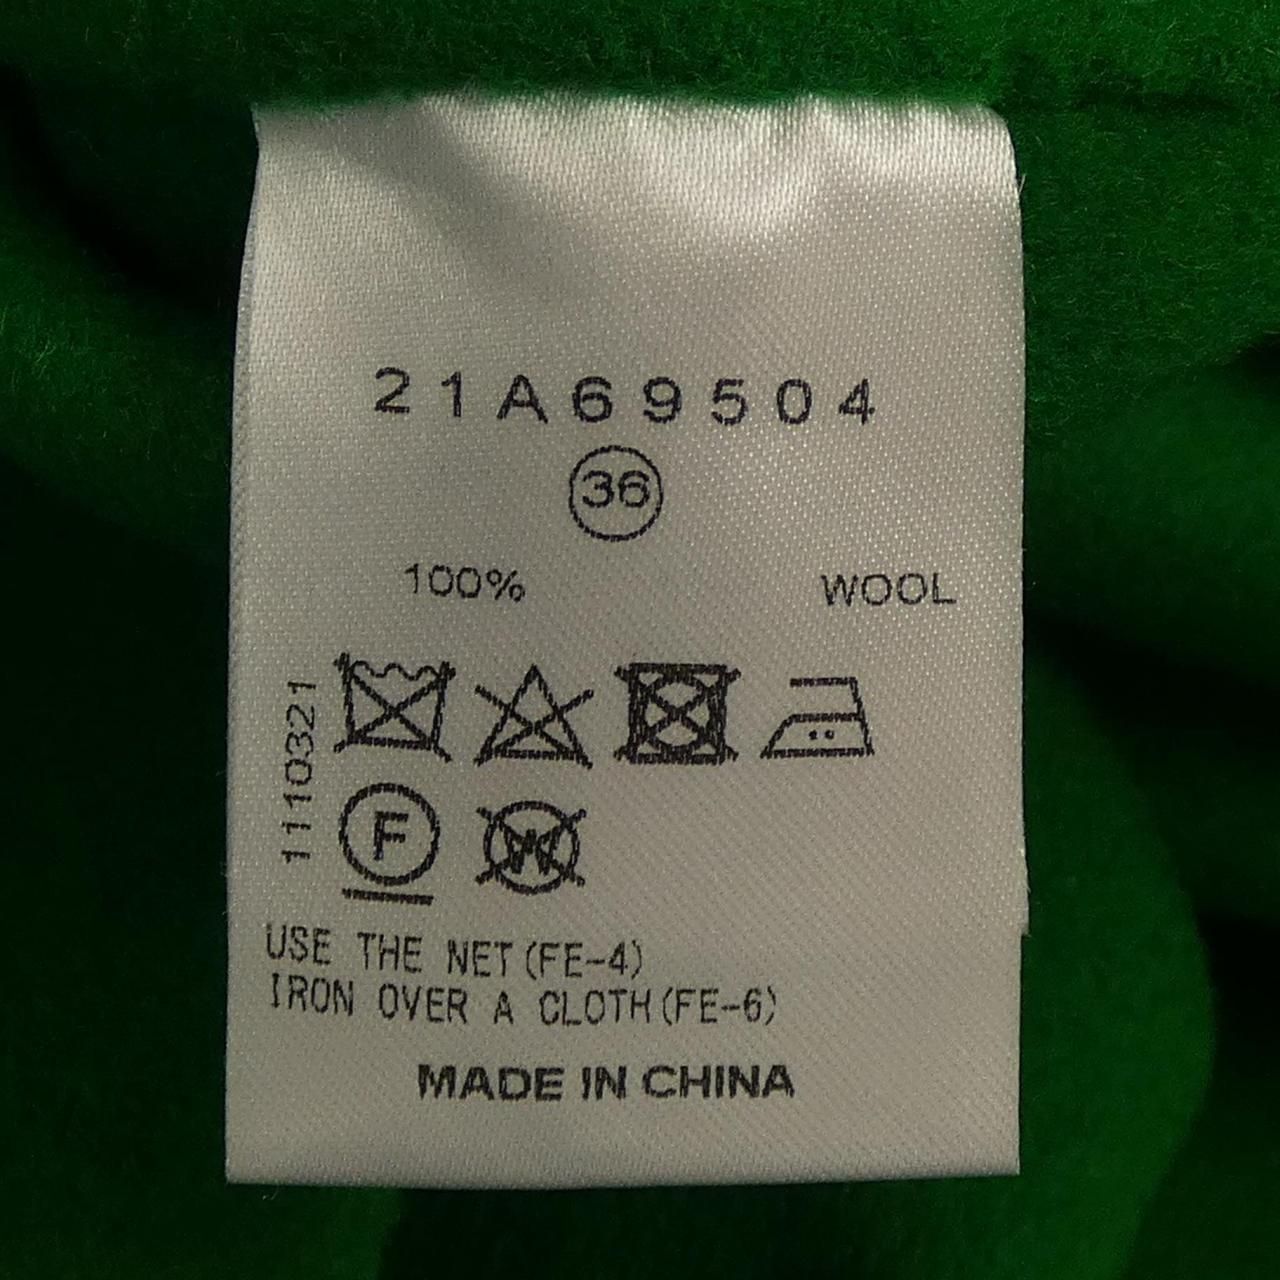 21A69504
36
100% WOOL
1110321
F
W
USE THE NET(FE-4)
IRON OVER A CLOTH(FE-6)
MADE IN CHINA